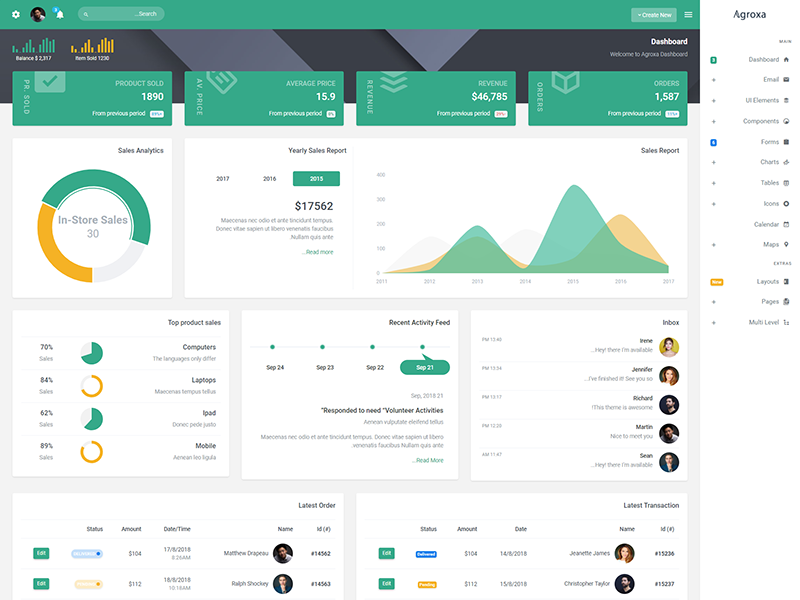 ...Search
Create New
Agroxa
Balance $ 2,317
Item Sold 1230
Dashboard
Welcome to Agroxa Dashboard
PR. SOLD
PRODUCT SOLD
1890
From previous period
AV. PRICE
AVERAGE PRICE
15.9
From previous period
REVENUE
REVENUE
$46,785
From previous period
ORDERS
ORDERS
1,587
From previous period
MAIN
Dashboard
Email
UI Elements
Components
Forms
Charts
Tables
Icons
Calendar
Maps
EXTRAS
New
Layouts
Pages
Multi Level
Sales Analytics
In-Store Sales
30
Yearly Sales Report
2017
2016
2015
$17562
Maecenas nec odio et ante tincidunt tempus.
Donec vitae sapien ut libero venenatis faucibus
.Nullam quis ante
...Read more
Sales Report
400
300
200
100
0
2011
2012
2013
2014
2015
2016
2017
Top product sales
70%
Sales
Computers
The languages only differ
84%
Sales
Laptops
Maecenas tempus tellus
62%
Sales
Ipad
Donec pede justo
89%
Sales
Mobile
Aenean leo ligula
Recent Activity Feed
Sep 24
Sep 23
Sep 22
Sep 21
Sep, 2018 21
"Responded to need "Volunteer Activities
Aenean vulputate eleifend tellus
Maecenas nec odio et ante tincidunt tempus. Donec vitae sapien ut libero
.venenatis faucibus Nullam quis ante
...Read More
Inbox
PM 13:40
Irene
...Hey! there I'm available
PM 13:34
Jennifer
...I've finished it! See you so
PM 13:17
Richard
!This theme is awesome
PM 12:20
Martin
Nice to meet you
AM 11:47
Sean
...Hey! there I'm available
Latest Order
Status
Amount
Date/Time
Name
Id (#)
Edit
$104
17/8/2018
8:26AM
Matthew Drapeau
#14562
Edit
$112
18/8/2018
10:18AM
Ralph Shockey
#14563
Latest Transaction
Status
Amount
Date
Name
Id (#)
Edit
Delivered
$104
14/8/2018
Jeanette James
#15236
Edit
Pending
$112
15/8/2018
Christopher Taylor
#15237